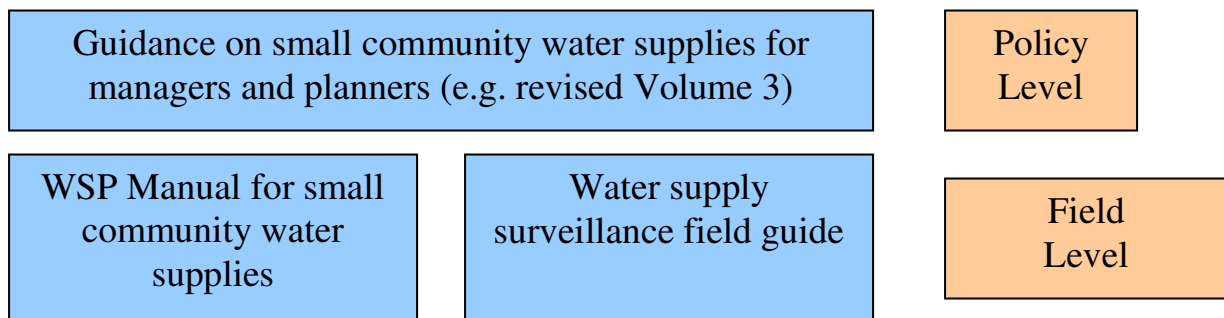 Guidance on small community water supplies for
managers and planners (e.g. revised Volume 3)
Policy
Level
WSP Manual for small
community water
supplies
Water supply
surveillance field guide
Field
Level